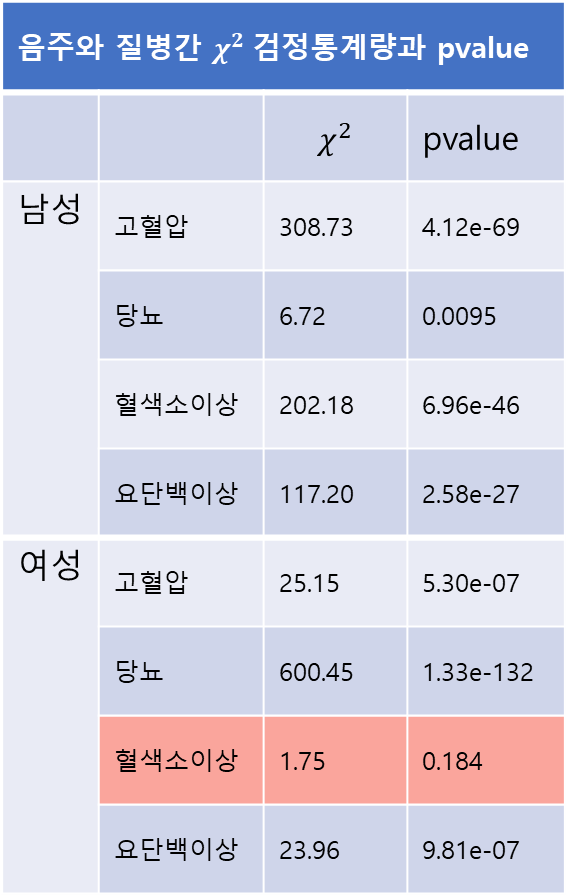 음주와 질병간 χ² 검정통계량과 pvalue
χ² pvalue
남성 고혈압 308.73 4.12e-69
당뇨 6.72 0.0095
혈색소이상 202.18 6.96e-46
요단백이상 117.20 2.58e-27
여성 고혈압 25.15 5.30e-07
당뇨 600.45 1.33e-132
혈색소이상 1.75 0.184
요단백이상 23.96 9.81e-07